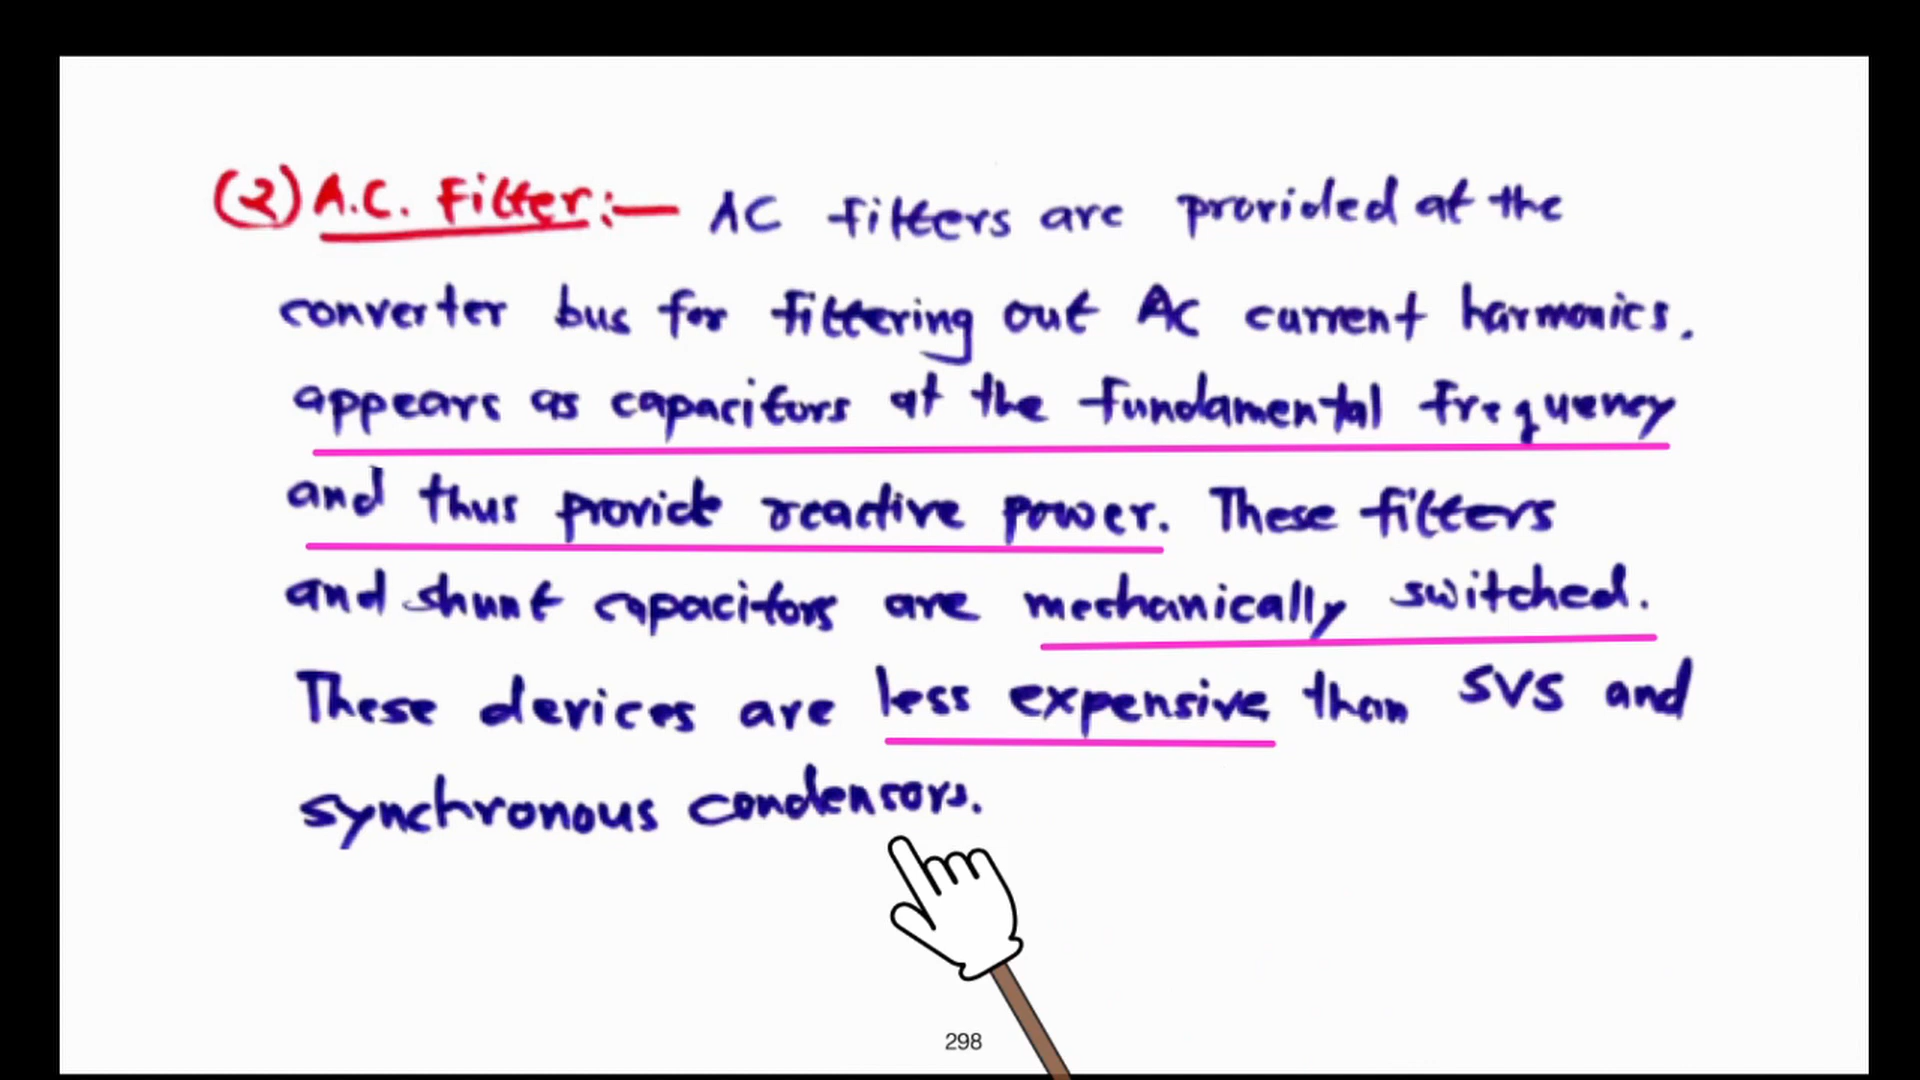 (2) A.C. Filter:— AC filters are provided at the
converter bus for filtering out AC current harmonics.
appears as capacitors at the fundamental frequency
and thus provide reactive power. These filters
and shunt capacitors are mechanically switched.
These devices are less expensive than SVS and
synchronous condensors.
298